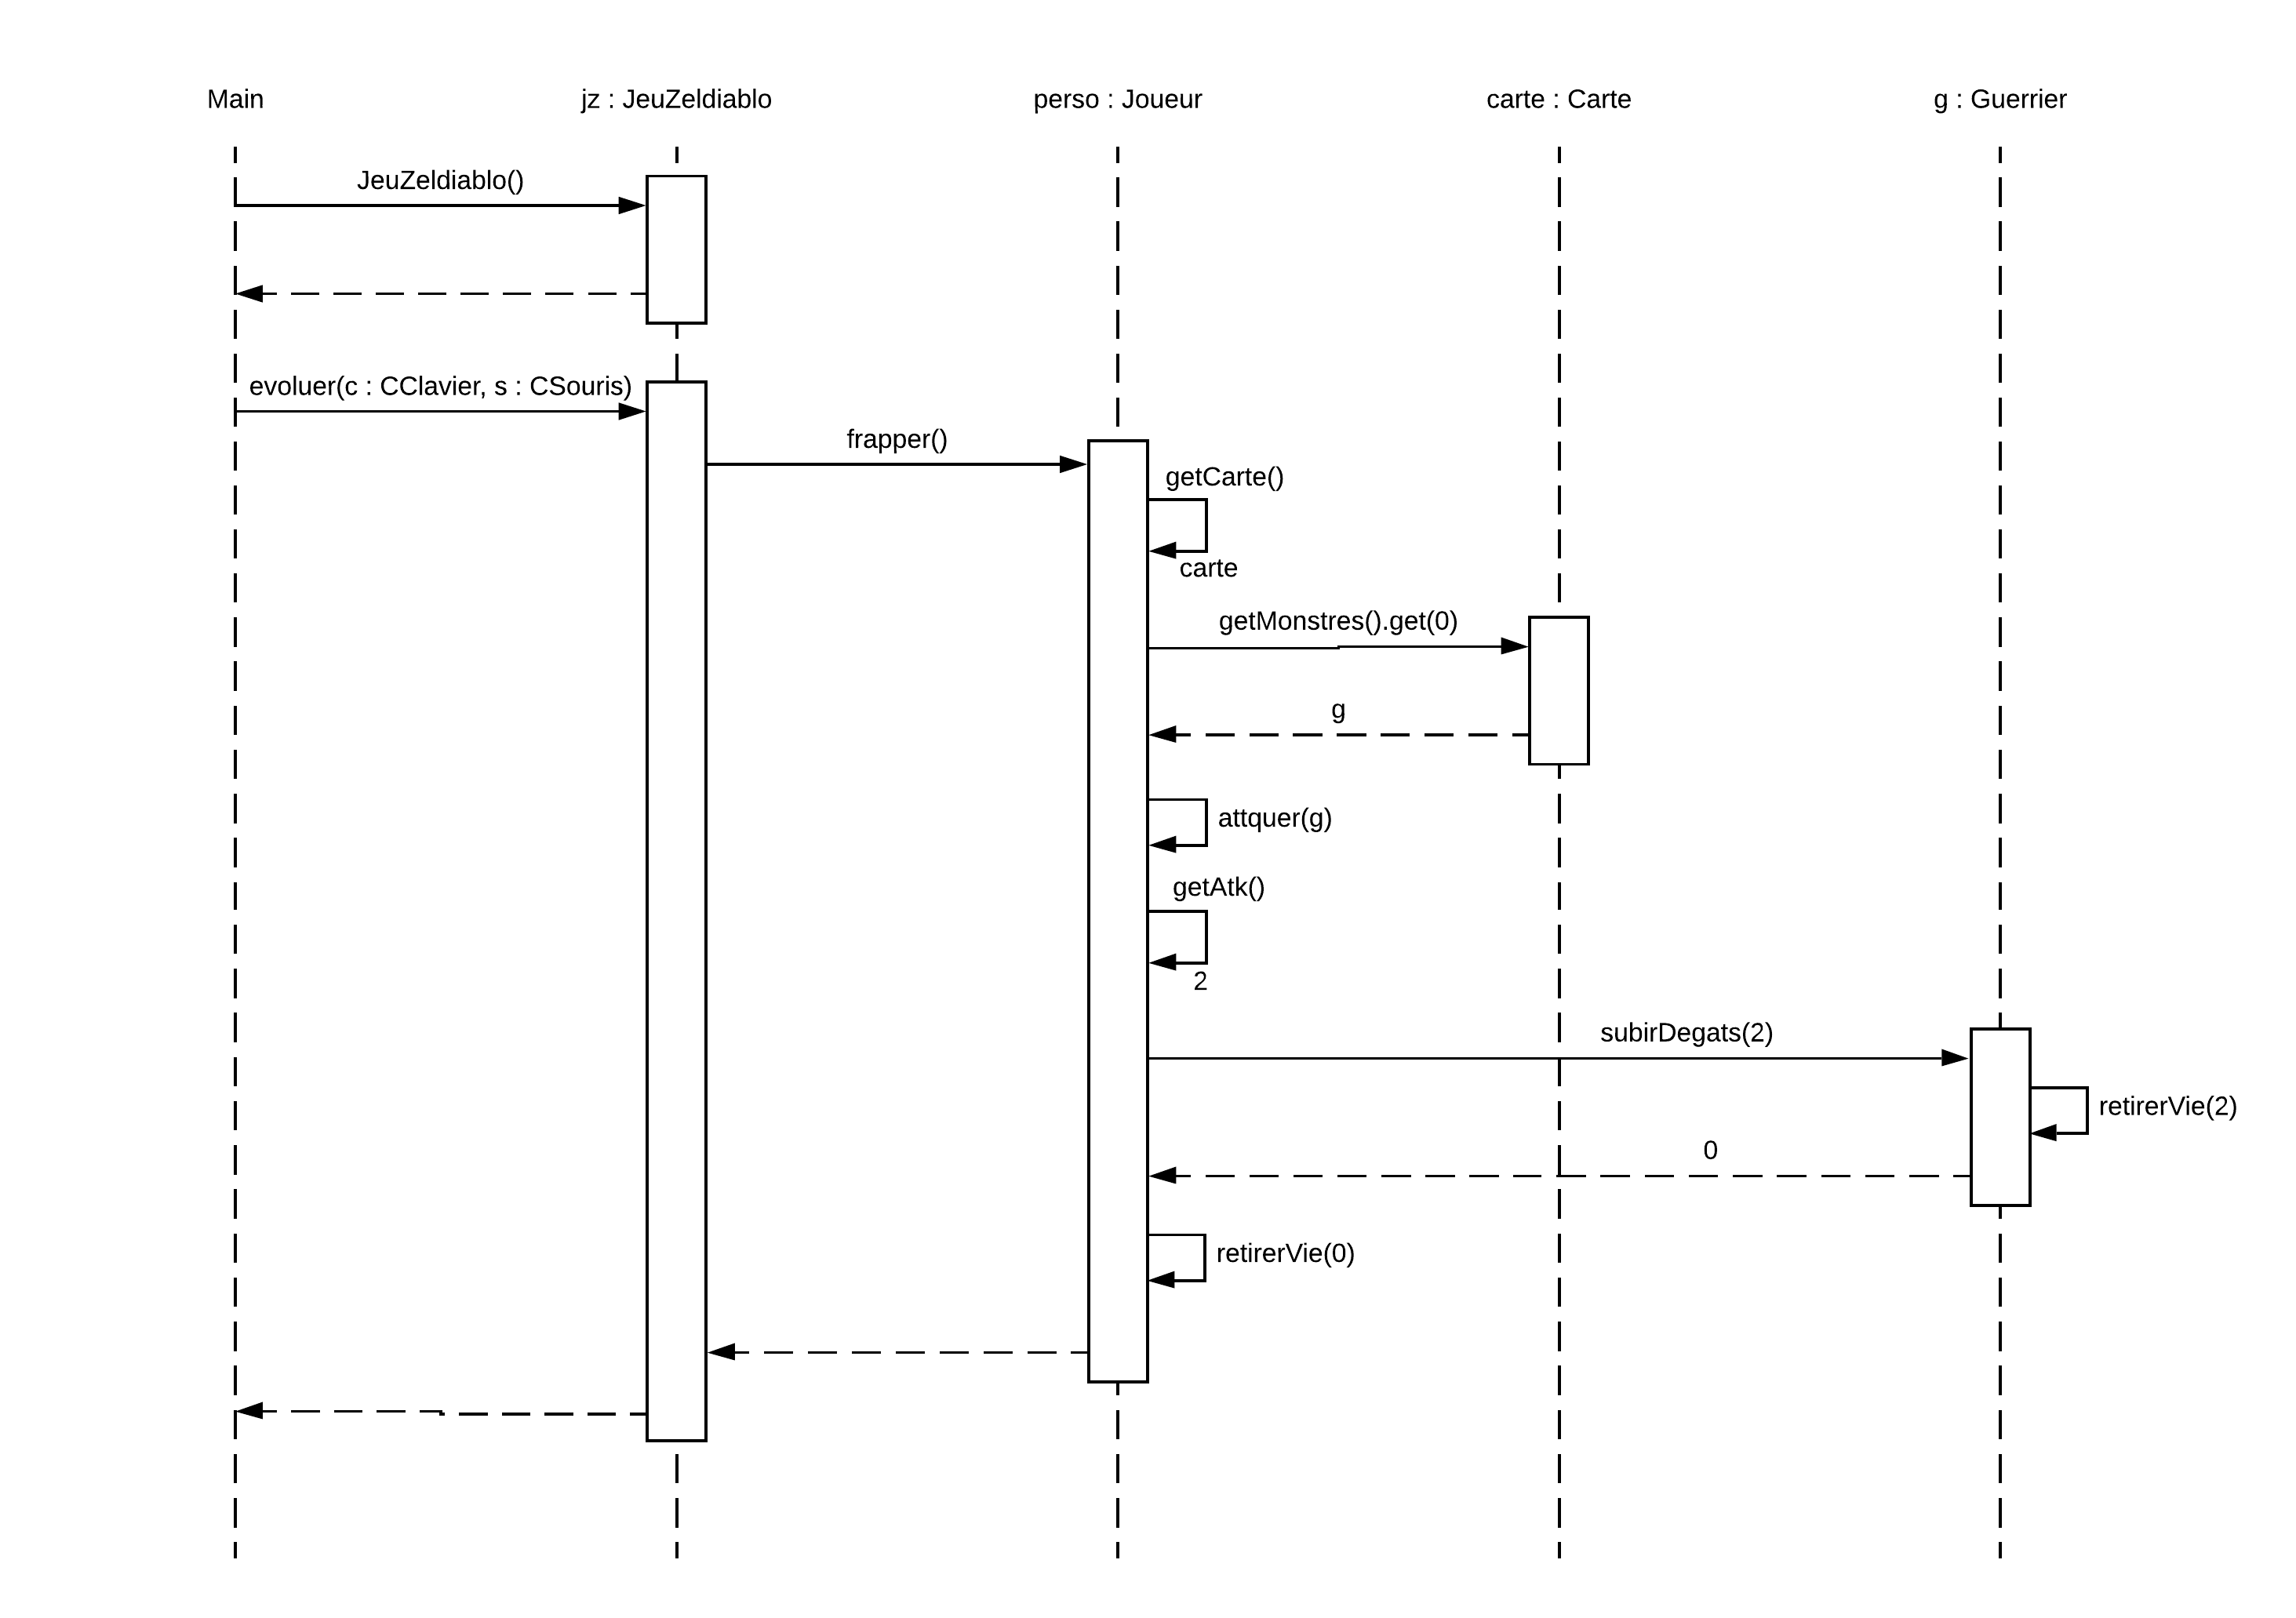 Main
jz : JeuZeldiablo
perso : Joueur
carte : Carte
g : Guerrier
JeuZeldiablo()
evoluer(c : CClavier, s : CSouris)
frapper()
getCarte()
carte
getMonstres().get(0)
g
attquer(g)
getAtk()
2
subirDegats(2)
retirerVie(2)
0
retirerVie(0)